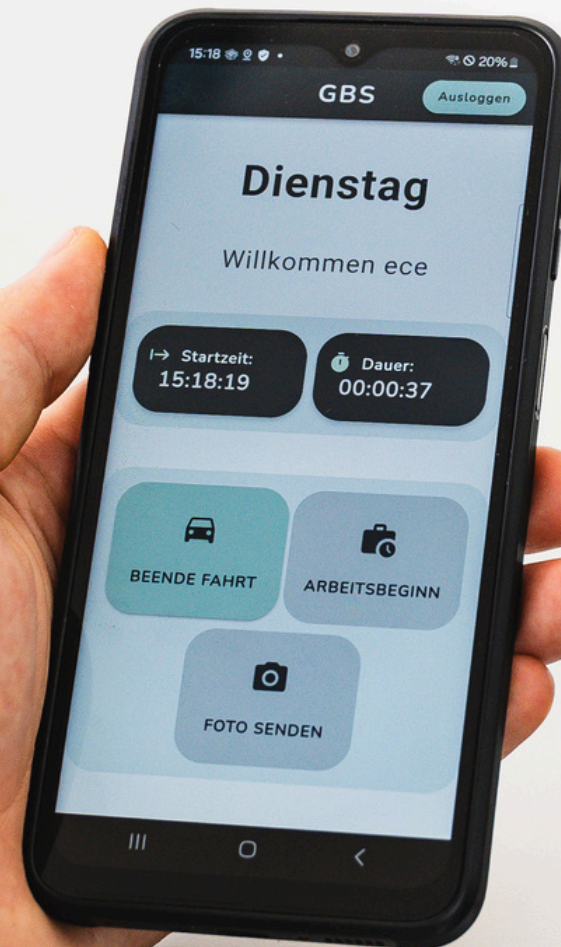 15:18
20%
GBS
Ausloggen
Dienstag
Willkommen ece
Startzeit:
15:18:19
Dauer:
00:00:37
BEENDE FAHRT
ARBEITSBEGINN
FOTO SENDEN